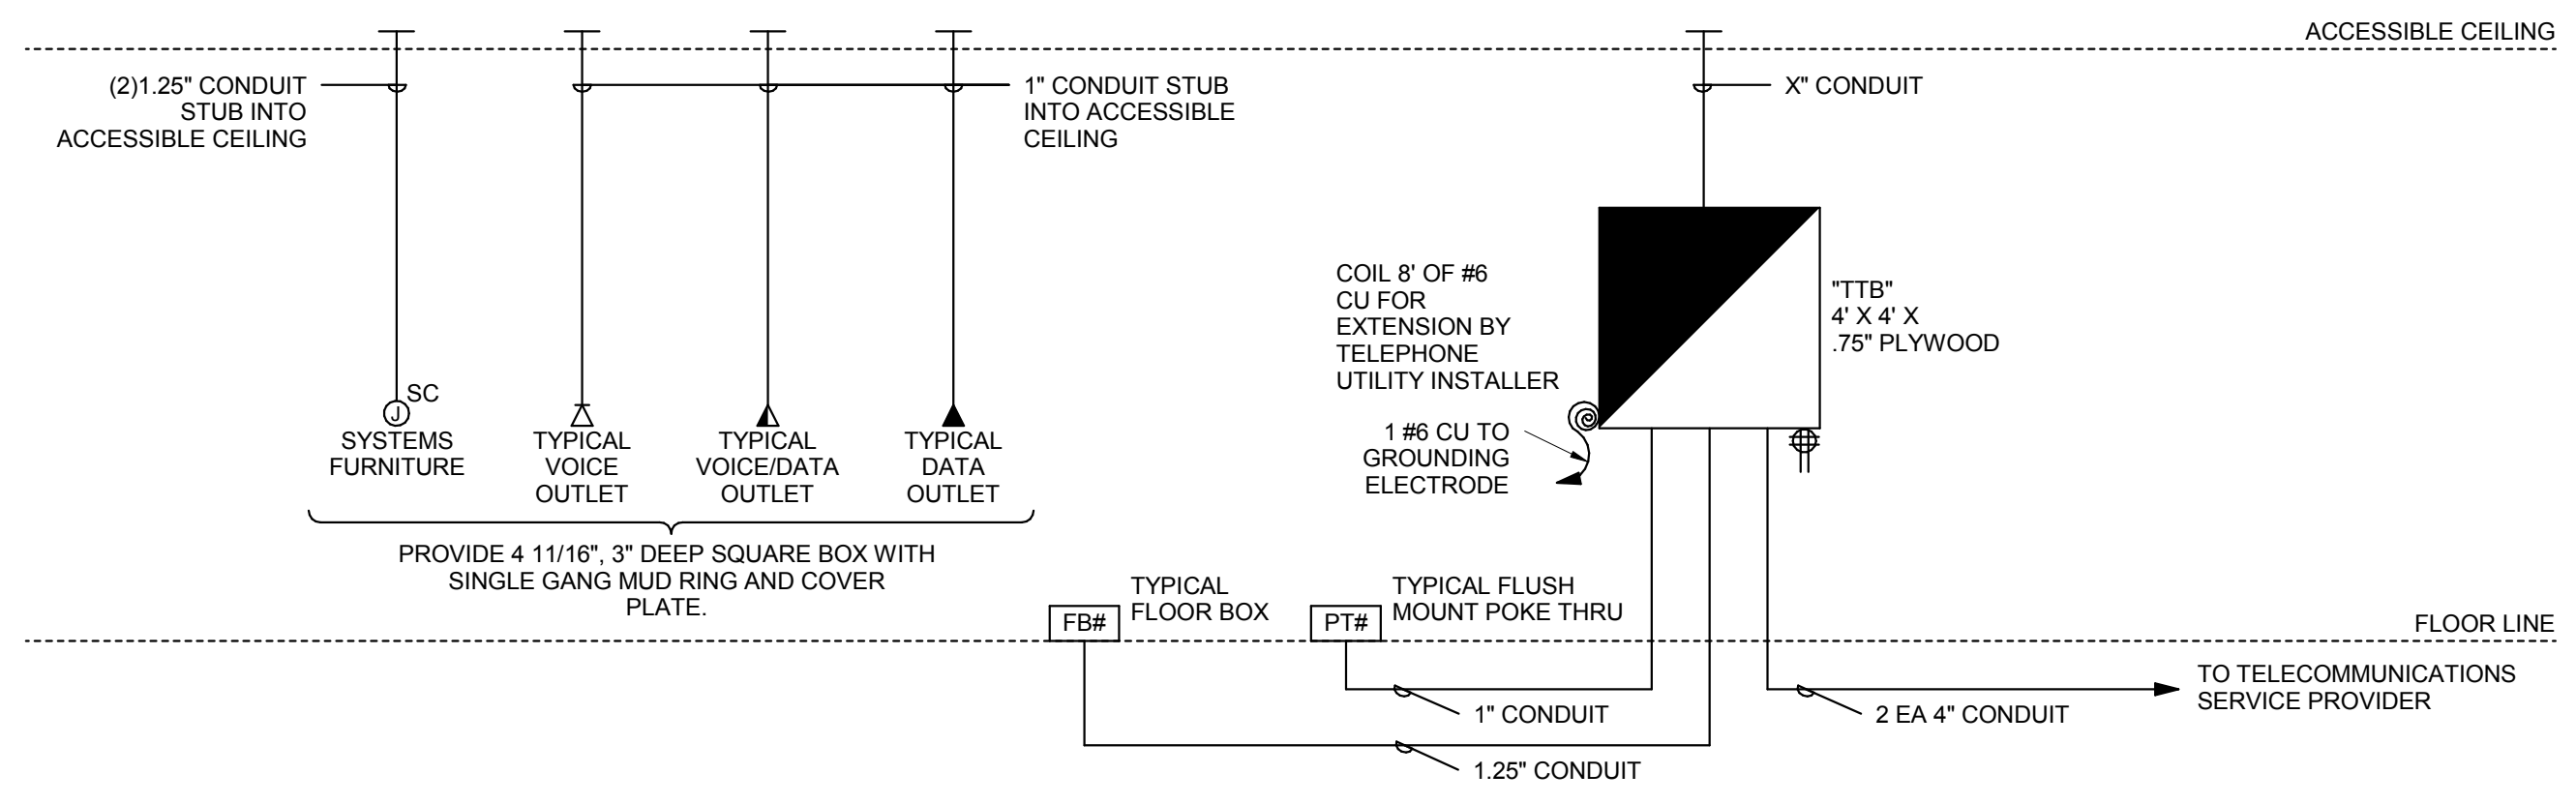 ACCESSIBLE CEILING
(2)1.25" CONDUIT
STUB INTO
ACCESSIBLE CEILING
1" CONDUIT STUB
INTO ACCESSIBLE
CEILING
X" CONDUIT
COIL 8' OF #6
CU FOR
EXTENSION BY
TELEPHONE
UTILITY INSTALLER
"TTB"
4' X 4' X
.75" PLYWOOD
SC
J
SYSTEMS
FURNITURE
TYPICAL
VOICE
OUTLET
TYPICAL
VOICE/DATA
OUTLET
TYPICAL
DATA
OUTLET
1 #6 CU TO
GROUNDING
ELECTRODE
PROVIDE 4 11/16", 3" DEEP SQUARE BOX WITH
SINGLE GANG MUD RING AND COVER
PLATE.
FB#
TYPICAL
FLOOR BOX
PT#
TYPICAL FLUSH
MOUNT POKE THRU
FLOOR LINE
1" CONDUIT
1.25" CONDUIT
2 EA 4" CONDUIT
TO TELECOMMUNICATIONS
SERVICE PROVIDER